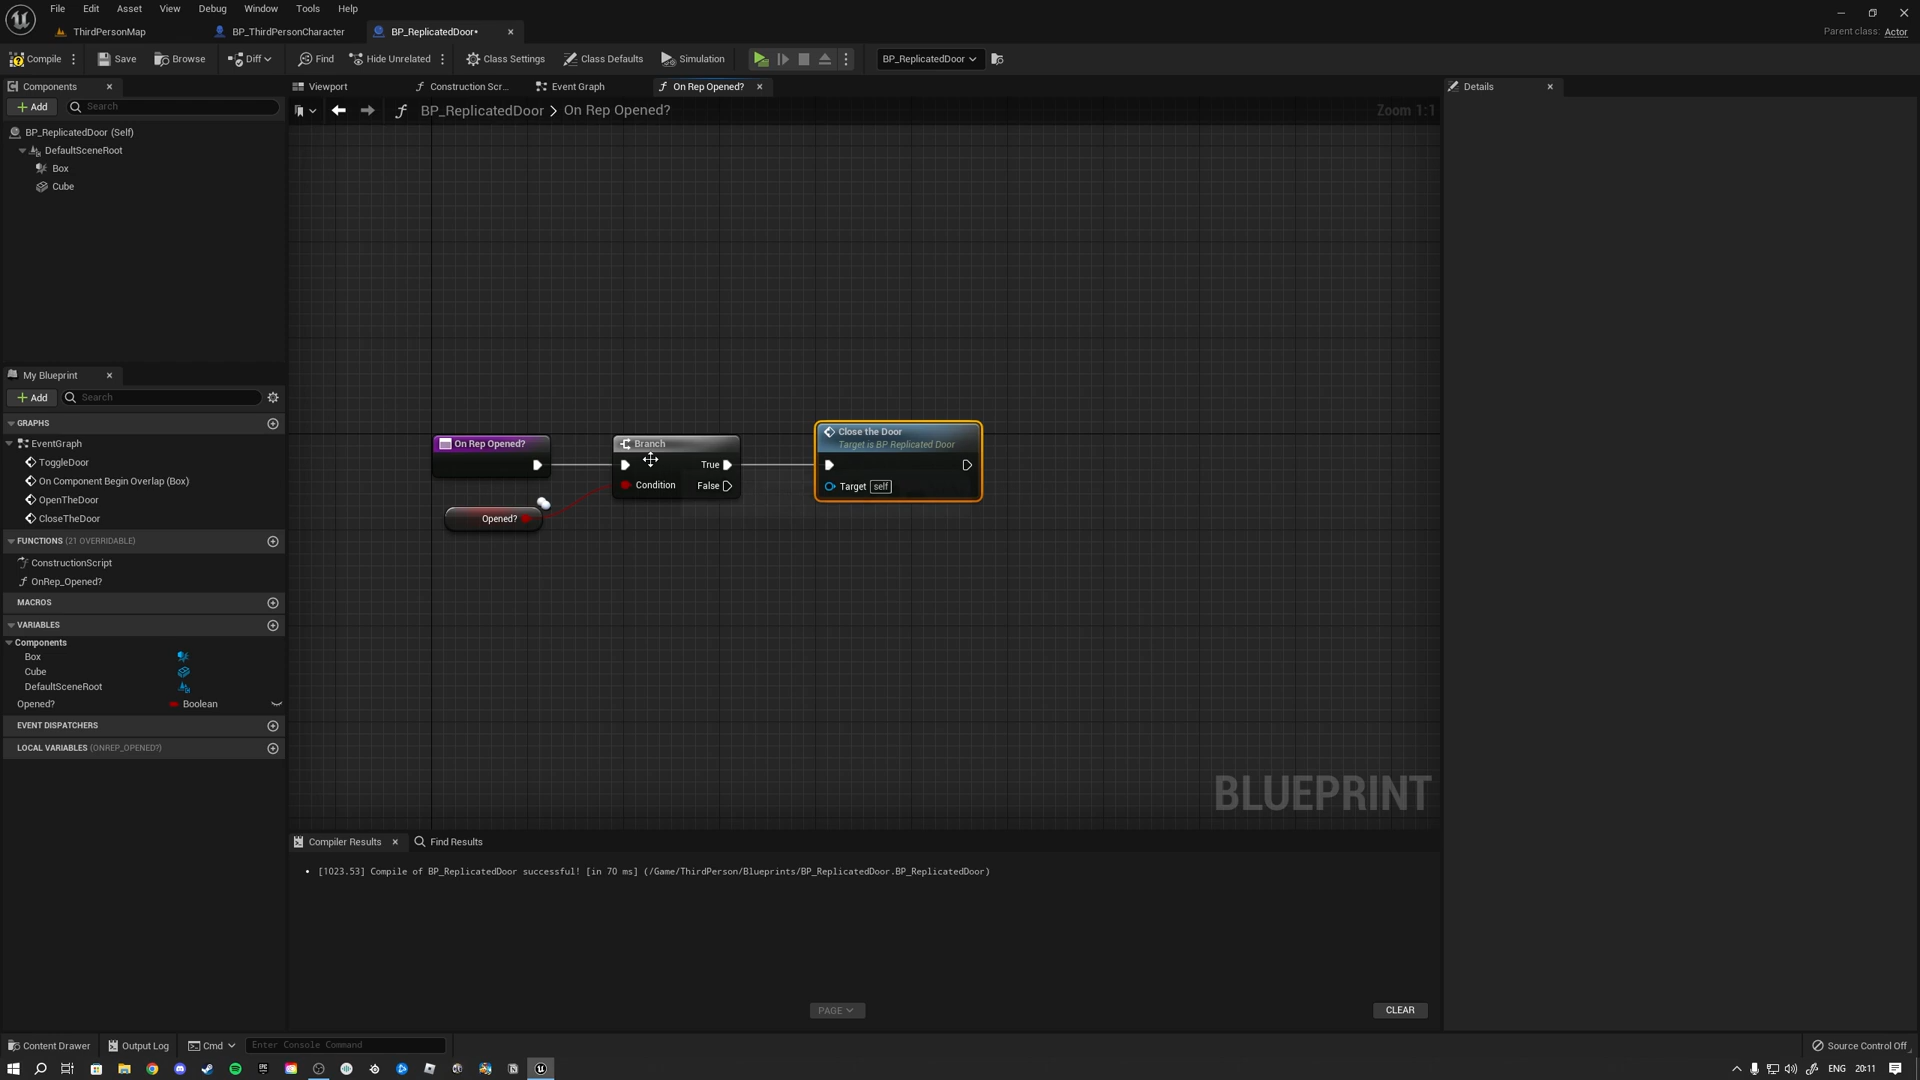 File Edit Asset View Debug Window Tools Help
ThirdPersonMap BP_ThirdPersonCharacter BP_ReplicatedDoor* Parent class: Actor
Compile Save Browse Diff Find Hide Unrelated Class Settings Class Defaults Simulation BP_ReplicatedDoor
Components Viewport Construction Scr... Event Graph On Rep Opened? Details
Add Search
BP_ReplicatedDoor > On Rep Opened? Zoom 1:1
BP_ReplicatedDoor (Self)
DefaultSceneRoot
Box
Cube
My Blueprint
Add Search
GRAPHS
EventGraph
ToggleDoor
On Component Begin Overlap (Box)
OpenTheDoor
CloseTheDoor
FUNCTIONS (21 OVERRIDABLE)
ConstructionScript
OnRep_Opened?
MACROS
VARIABLES
Components
Box
Cube
DefaultSceneRoot
Opened? Boolean
EVENT DISPATCHERS
LOCAL VARIABLES (ONREP_OPENED?)
On Rep Opened?
Opened?
Branch
True
Condition False
Close the Door
Target is BP Replicated Door
Target self
BLUEPRINT
Compiler Results Find Results
• [1023.53] Compile of BP_ReplicatedDoor successful! [in 70 ms] (/Game/ThirdPerson/Blueprints/BP_ReplicatedDoor.BP_ReplicatedDoor)
PAGE CLEAR
Content Drawer Output Log Cmd Enter Console Command Source Control Off
ENG 20:11